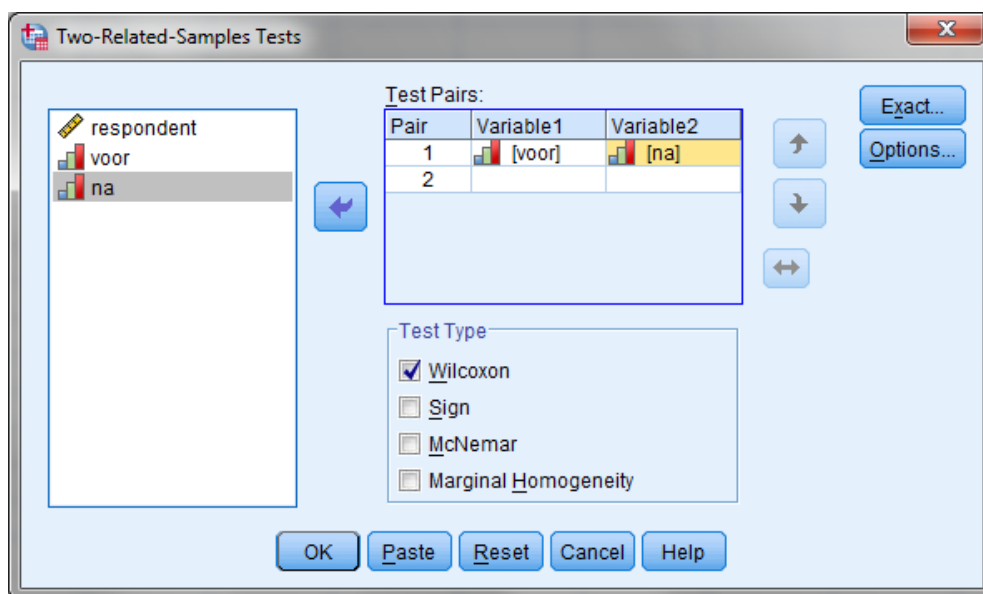 Two-Related-Samples Tests
respondent
voor
na
Test Pairs:
Pair Variable1 Variable2
1 [voor] [na]
2
Exact...
Options...
Test Type
Wilcoxon
Sign
McNemar
Marginal Homogeneity
OK Paste Reset Cancel Help